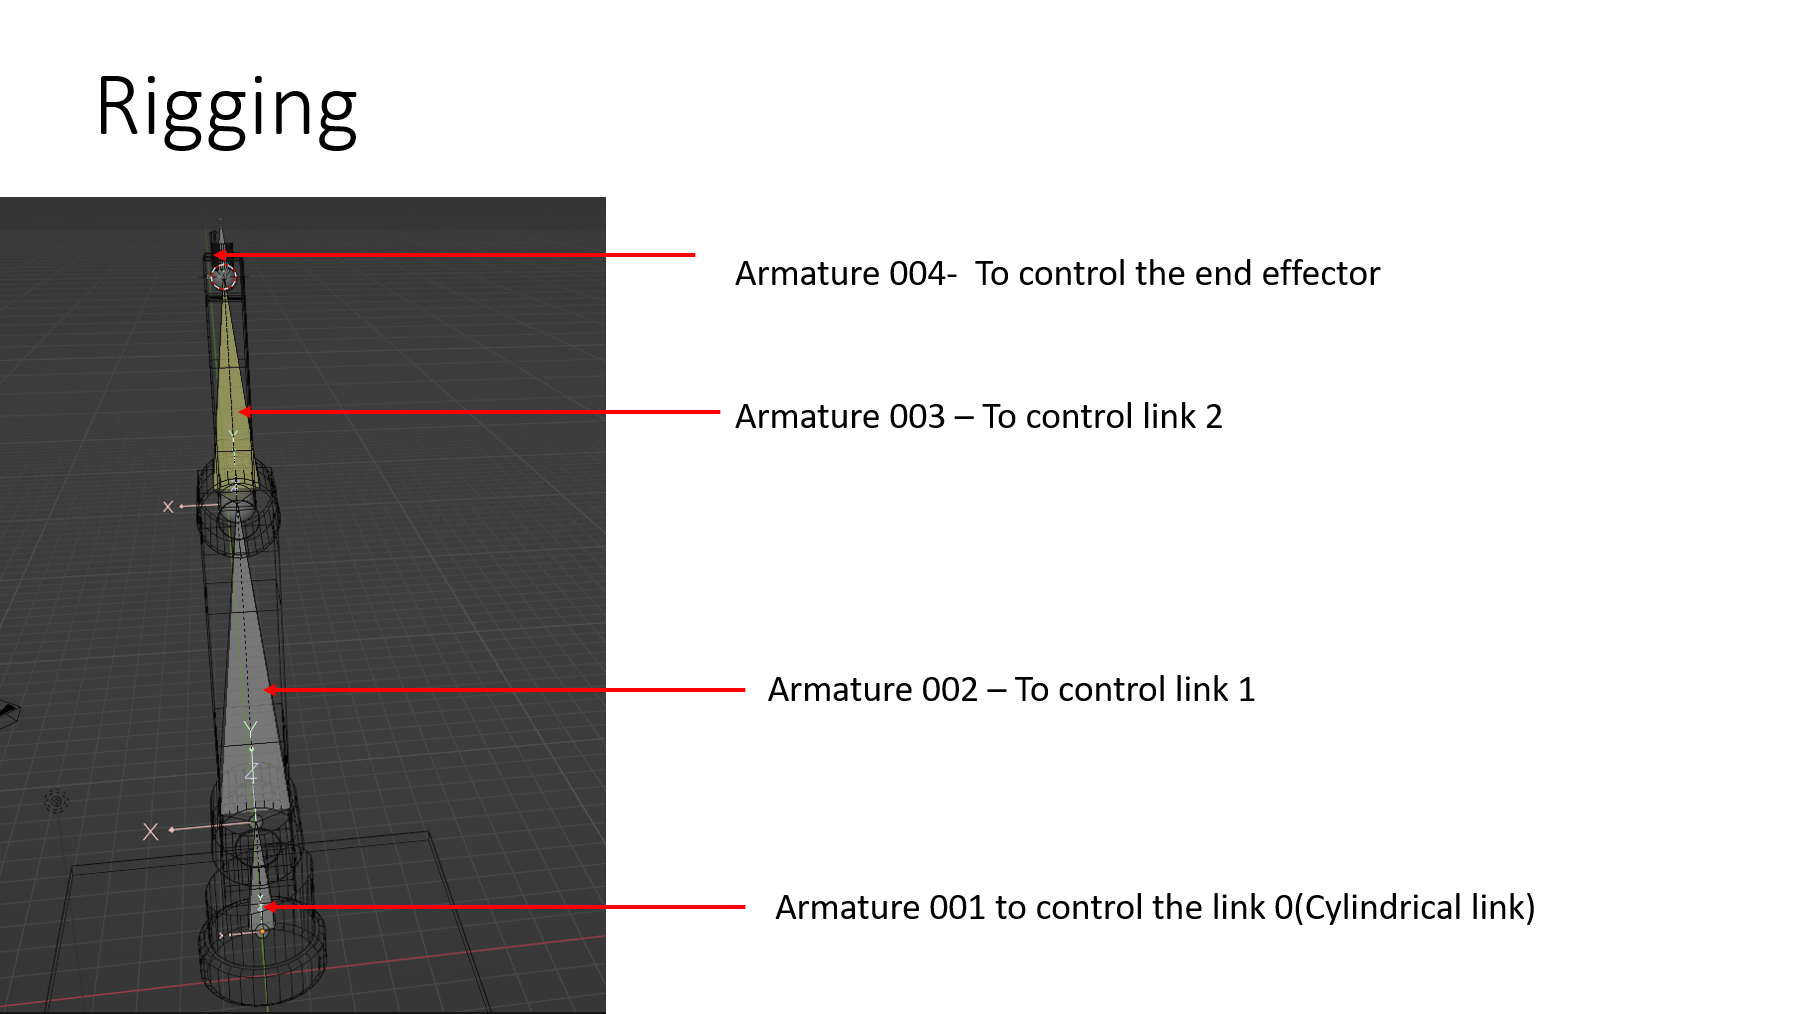 Rigging
Armature 004-  To control the end effector
Armature 003 – To control link 2
Y
X
Armature 002 – To control link 1
Y
Z
X
Armature 001 to control the link 0(Cylindrical link)